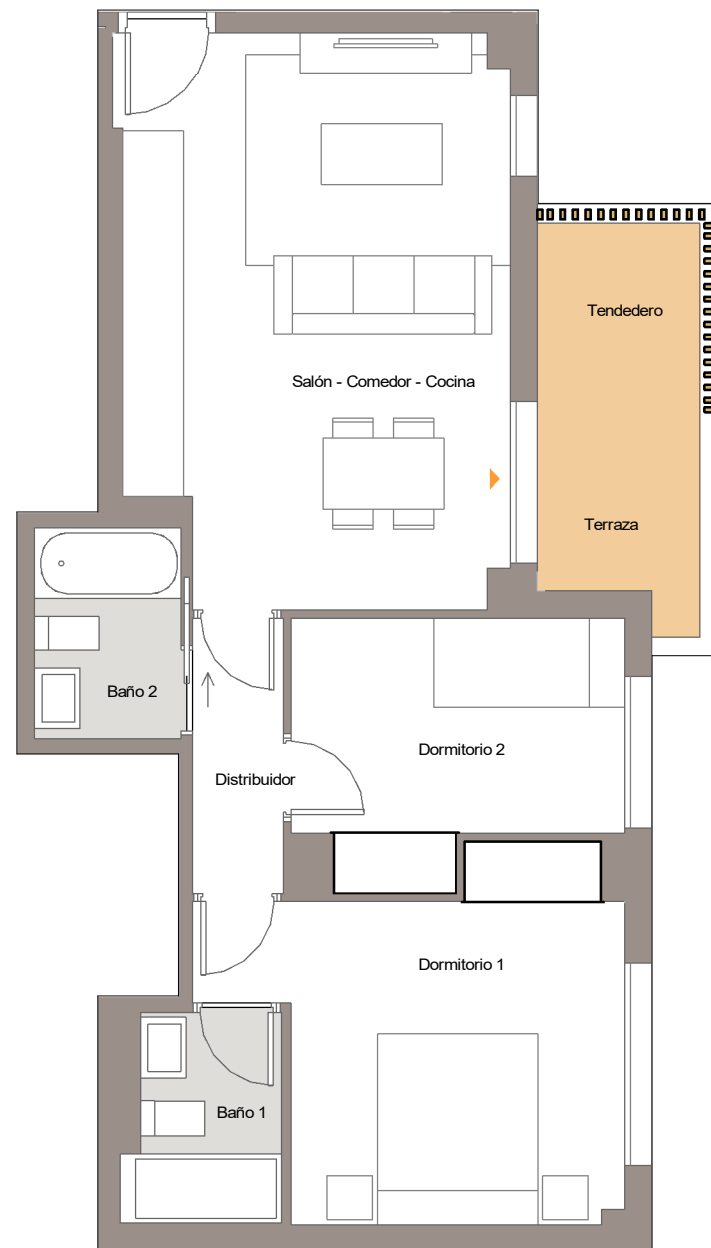 Tendedero
Salón - Comedor - Cocina
Terraza
Baño 2
Dormitorio 2
Distribuidor
Dormitorio 1
Baño 1